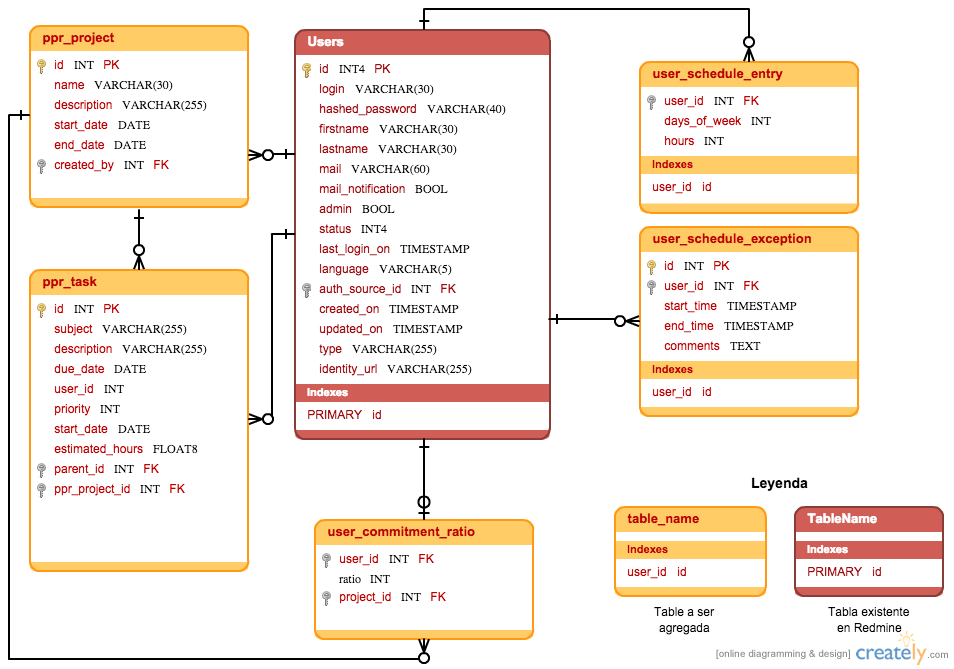 ppr_project
id INT PK
name VARCHAR(30)
description VARCHAR(255)
start_date DATE
end_date DATE
created_by INT FK
ppr_task
id INT PK
subject VARCHAR(255)
description VARCHAR(255)
due_date DATE
user_id INT
priority INT
start_date DATE
estimated_hours FLOAT8
parent_id INT FK
ppr_project_id INT FK
Users
id INT4 PK
login VARCHAR(30)
hashed_password VARCHAR(40)
firstname VARCHAR(30)
lastname VARCHAR(30)
mail VARCHAR(60)
mail_notification BOOL
admin BOOL
status INT4
last_login_on TIMESTAMP
language VARCHAR(5)
auth_source_id INT FK
created_on TIMESTAMP
updated_on TIMESTAMP
type VARCHAR(255)
identity_url VARCHAR(255)
Indexes
PRIMARY id
user_commitment_ratio
user_id INT FK
ratio INT
project_id INT FK
user_schedule_entry
user_id INT FK
days_of_week INT
hours INT
Indexes
user_id id
user_schedule_exception
id INT PK
user_id INT FK
start_time TIMESTAMP
end_time TIMESTAMP
comments TEXT
Indexes
user_id id
Leyenda
table_name
Indexes
user_id id
Table a ser
agregada
TableName
Indexes
PRIMARY id
Tabla existente
en Redmine
[online diagramming & design] creately.com